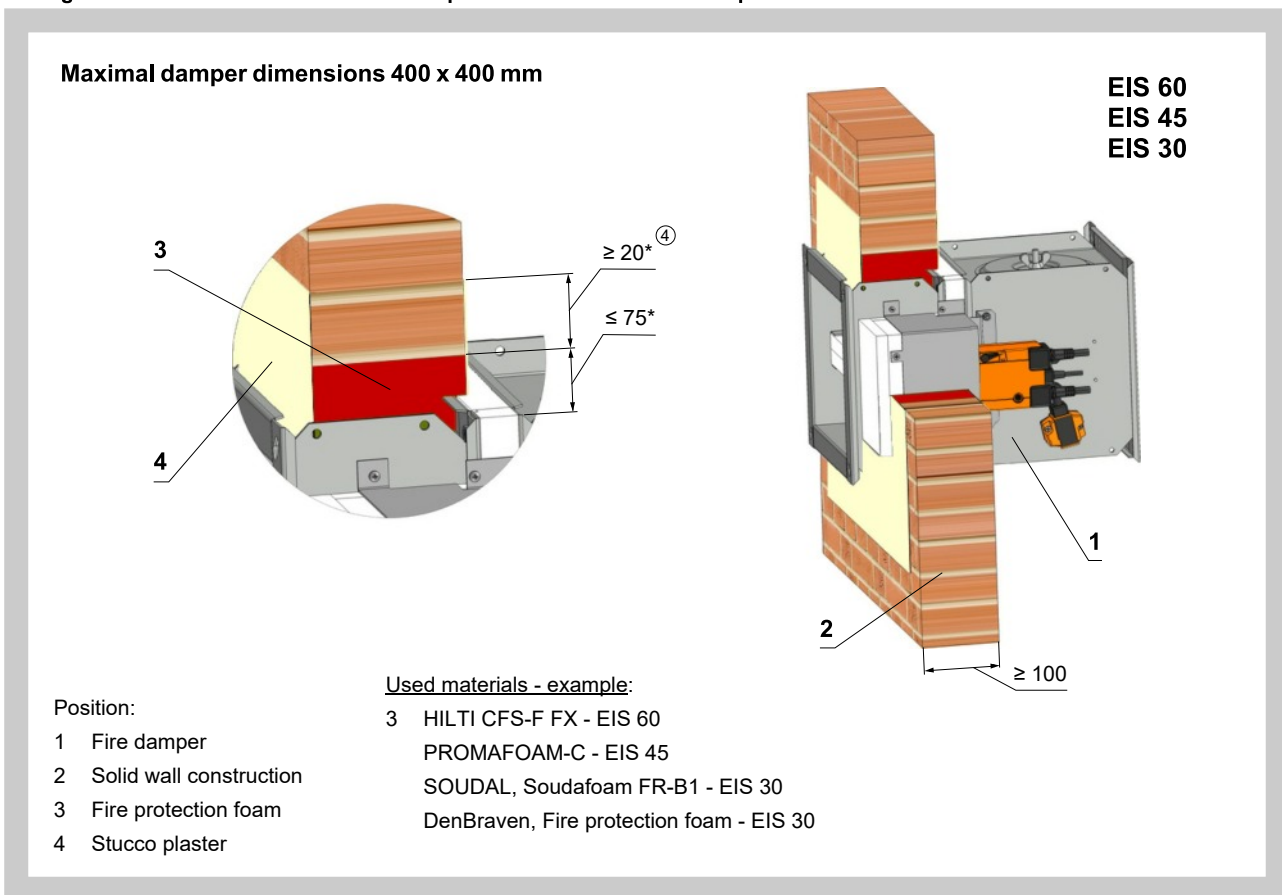 Maximal damper dimensions 400 x 400 mm
EIS 60
EIS 45
EIS 30
3
≥ 20* ④
≤ 75*
4
1
2
≥ 100
Position:
1 Fire damper
2 Solid wall construction
3 Fire protection foam
4 Stucco plaster
Used materials - example:
3 HILTI CFS-F FX - EIS 60
PROMAFOAM-C - EIS 45
SOUDAL, Soudafoam FR-B1 - EIS 30
DenBraven, Fire protection foam - EIS 30